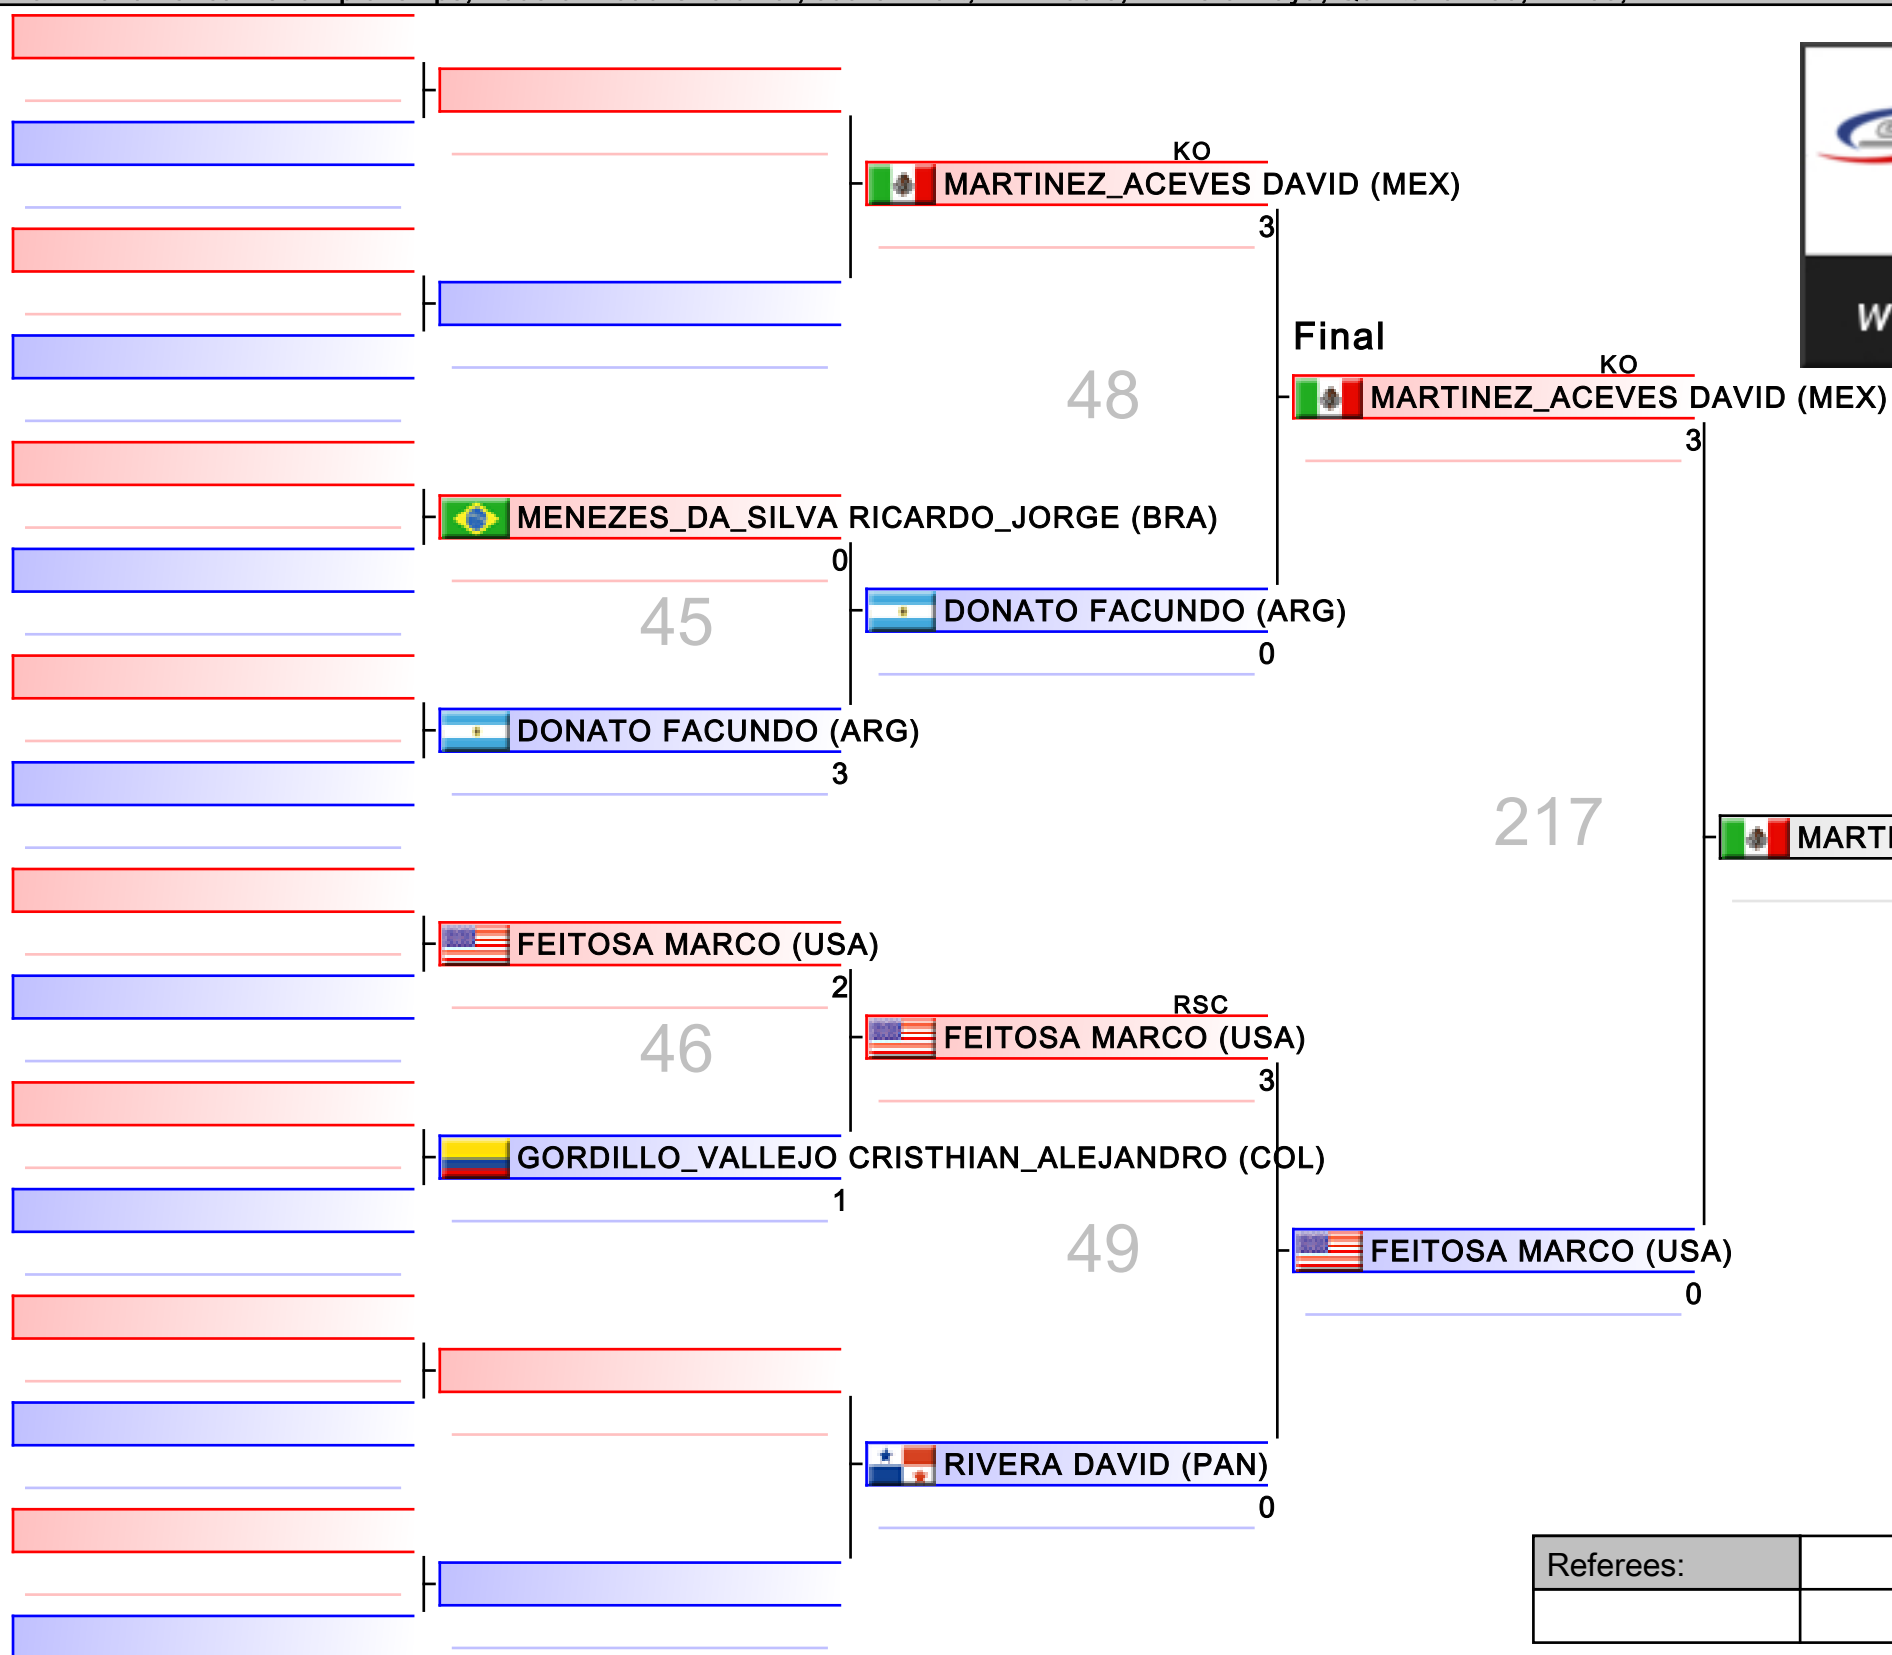 KO
MARTINEZ_ACEVES DAVID (MEX)
3
48
Final
KO
MARTINEZ_ACEVES DAVID (MEX)
3
MENEZES_DA_SILVA RICARDO_JORGE (BRA)
0
45
DONATO FACUNDO (ARG)
0
DONATO FACUNDO (ARG)
3
217
MARTI
FEITOSA MARCO (USA)
2
46
RSC
FEITOSA MARCO (USA)
3
GORDILLO_VALLEJO CRISTHIAN_ALEJANDRO (COL)
1
49
FEITOSA MARCO (USA)
0
RIVERA DAVID (PAN)
0
Referees: